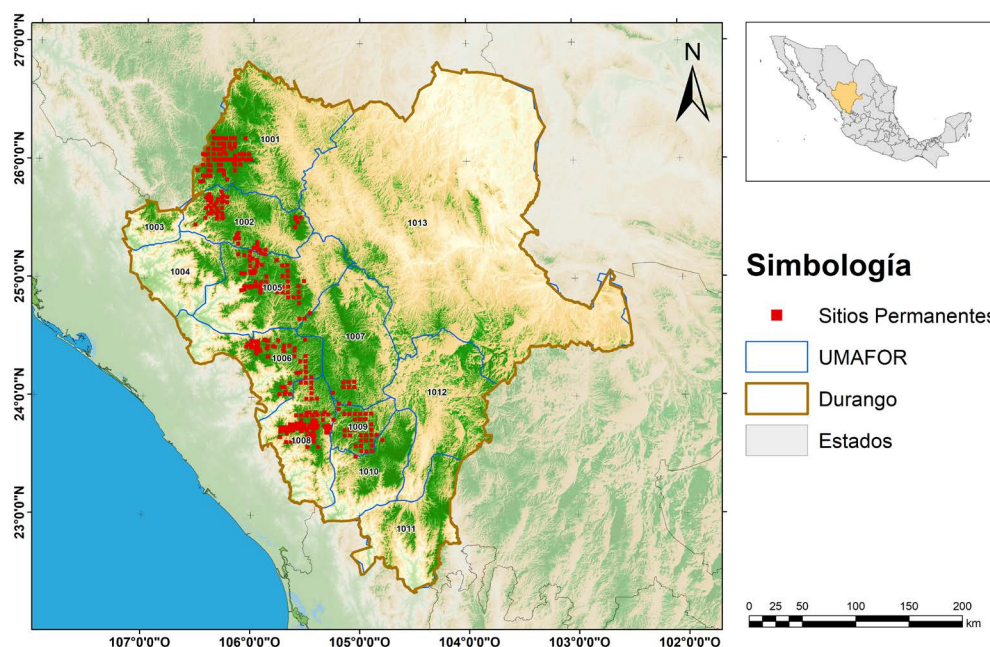 27°0'0"N
26°0'0"N
25°0'0"N
24°0'0"N
23°0'0"N
1001
1002
1003
1004
1005
1006
1007
1008
1009
1010
1011
1012
1013
107°0'0"O
106°0'0"O
105°0'0"O
104°0'0"O
103°0'0"O
102°0'0"O
N
Simbología
Sitios Permanentes
UMAFOR
Durango
Estados
0 25 50 100 150 200
km